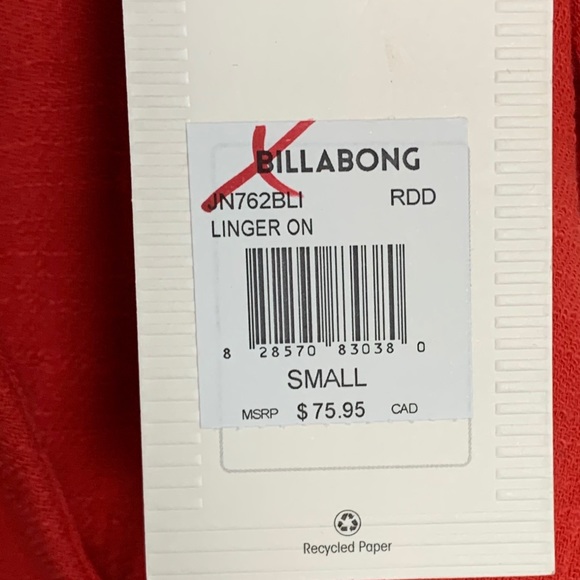 BILLABONG
JN762BLI RDD
LINGER ON
8 28570 83038 0
SMALL
MSRP $75.95 CAD
Recycled Paper